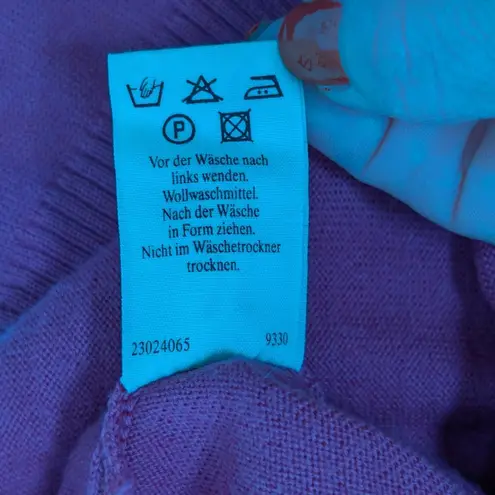 P
Vor der Wäsche nach
links wenden.
Wollwaschmittel.
Nach der Wäsche
in Form ziehen.
Nicht im Wäschetrockner
trocknen.
23024065 9330